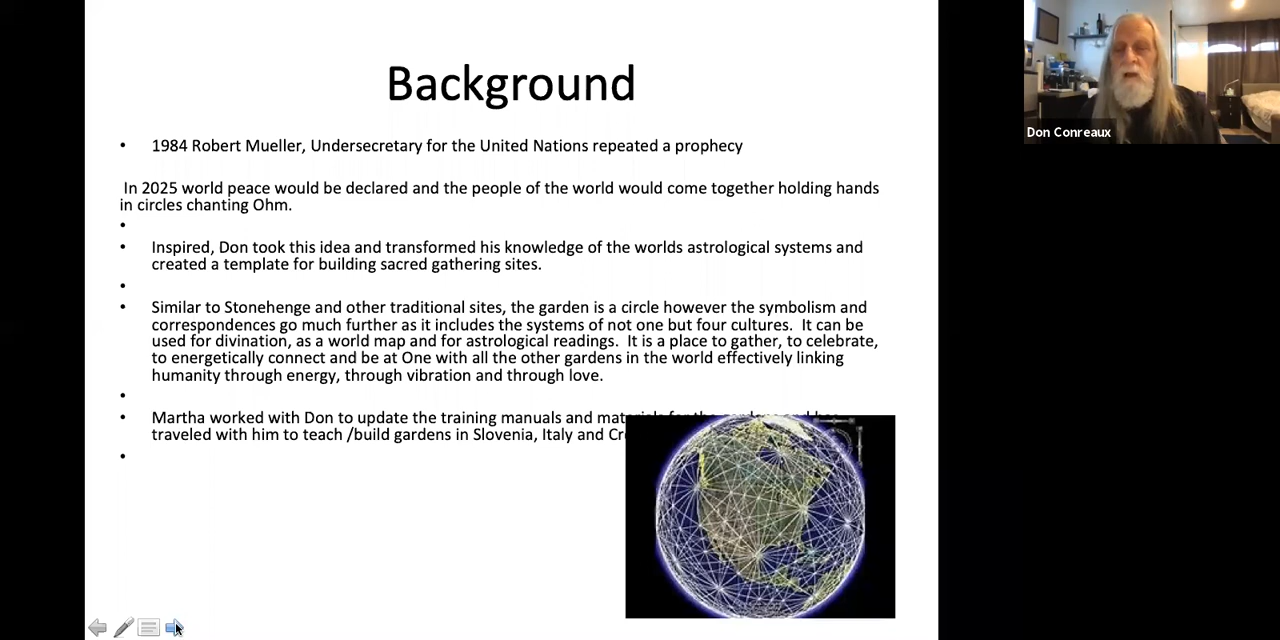 Background
• 1984 Robert Mueller, Undersecretary for the United Nations repeated a prophecy
In 2025 world peace would be declared and the people of the world would come together holding hands
in circles chanting Ohm.
•
• Inspired, Don took this idea and transformed his knowledge of the worlds astrological systems and
created a template for building sacred gathering sites.
•
• Similar to Stonehenge and other traditional sites, the garden is a circle however the symbolism and
correspondences go much further as it includes the systems of not one but four cultures. It can be
used for divination, as a world map and for astrological readings. It is a place to gather, to celebrate,
to energetically connect and be at One with all the other gardens in the world effectively linking
humanity through energy, through vibration and through love.
•
• Martha worked with Don to update the training manuals and materials for the gardens and has
traveled with him to teach /build gardens in Slovenia, Italy and
•
Don Conreaux